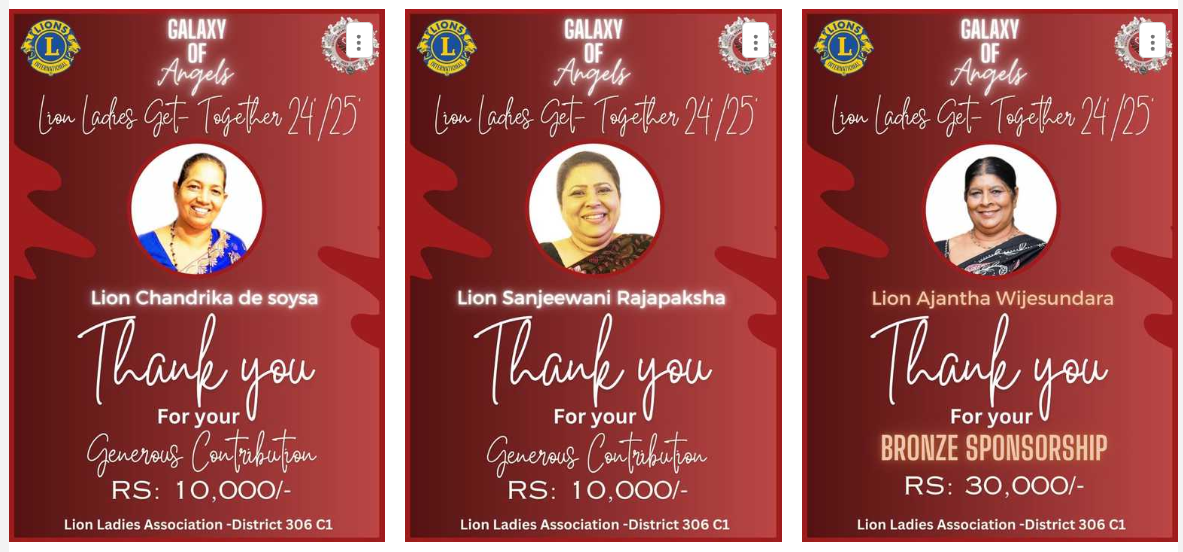 LIONS
L
INTERNATIONAL
GALAXY
OF
Angels
Lion Ladies Get- Together 24'/25'
Lion Chandrika de soysa
Thank you
For your
Generous Contribution
RS: 10,000/-
Lion Ladies Association -District 306 C1
LIONS
L
INTERNATIONAL
GALAXY
OF
Angels
Lion Ladies Get- Together 24'/25'
Lion Sanjeewani Rajapaksha
Thank you
For your
Generous Contribution
RS: 10,000/-
Lion Ladies Association -District 306 C1
LIONS
L
INTERNATIONAL
GALAXY
OF
Angels
Lion Ladies Get- Together 24'/25'
Lion Ajantha Wijesundara
Thank you
For your
BRONZE SPONSORSHIP
RS: 30,000/-
Lion Ladies Association -District 306 C1